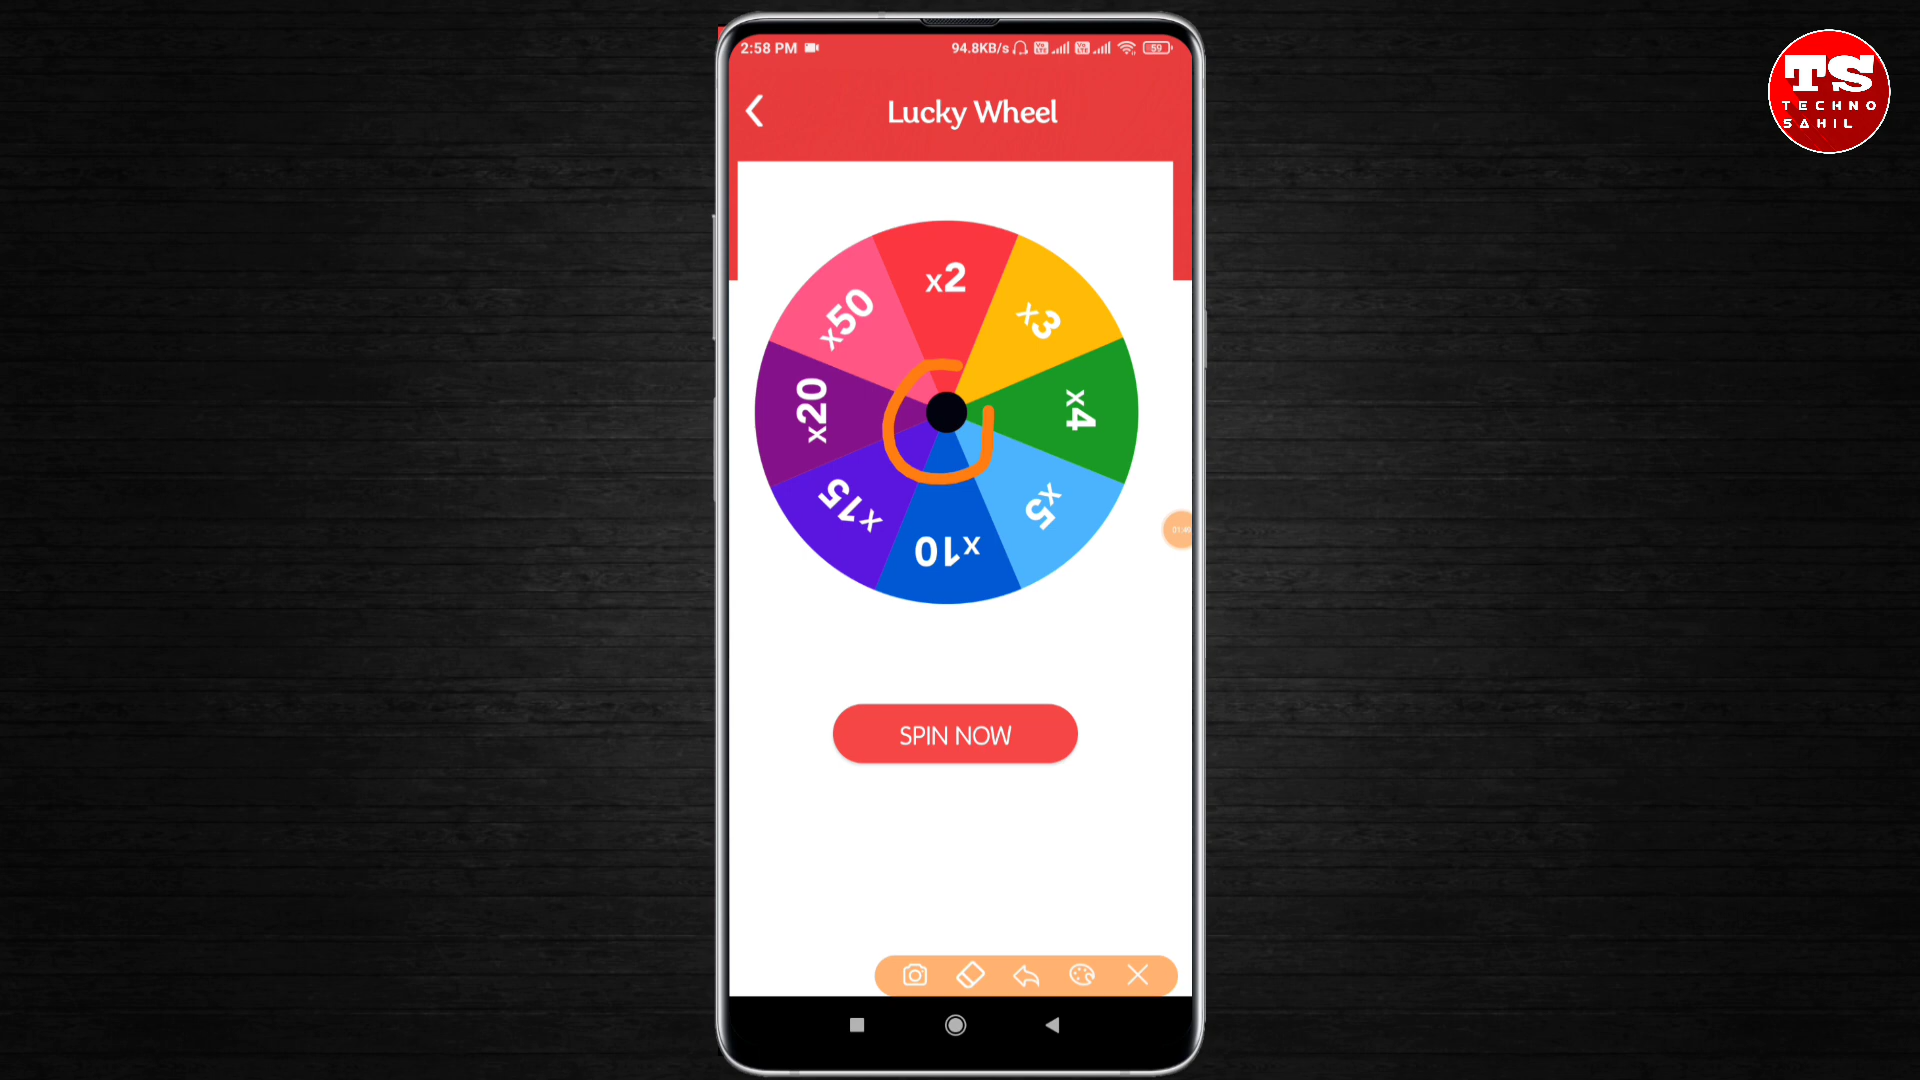 2:58 PM
94.8KB/s
59
TS
TECHNO
SAHIL
Lucky Wheel
x2
x3
x4
x5
x10
x15
x20
x50
SPIN NOW